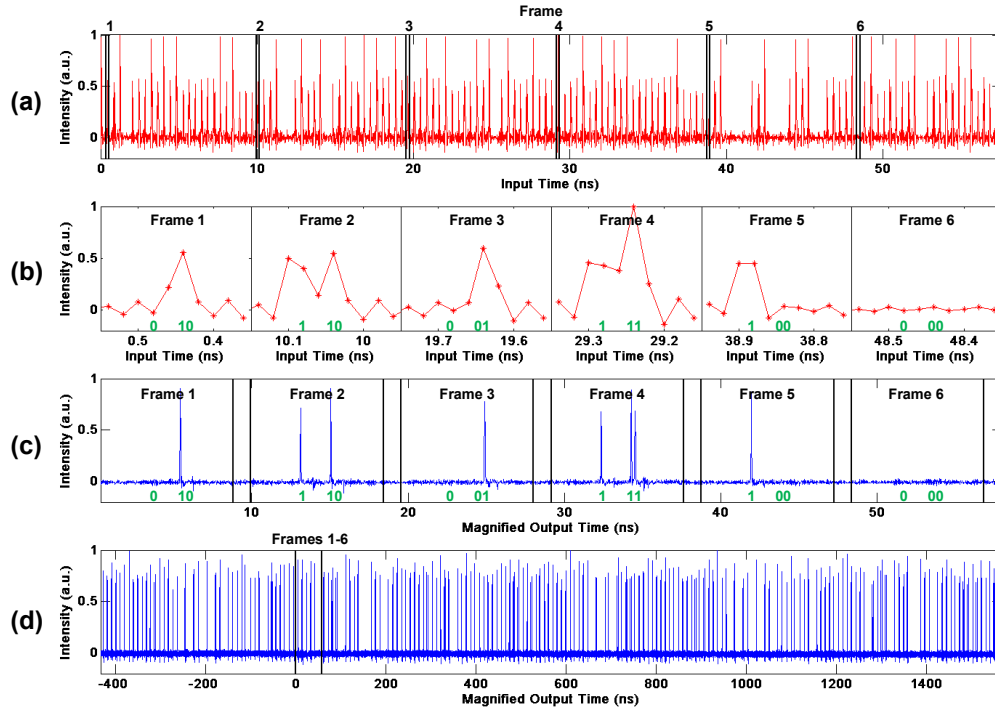 Frame
1 2 3 4 5 6
(a)
Intensity (a.u.)
1
0.5
0
0 10 20 30 40 50
Input Time (ns)
(b)
Intensity (a.u.)
1
0.5
0
Frame 1 Frame 2 Frame 3 Frame 4 Frame 5 Frame 6
0 10 1 10 0 01 1 11 1 00 0 00
0.5 0.4 10.1 10 19.7 19.6 29.3 29.2 38.9 38.8 48.5 48.4
Input Time (ns) Input Time (ns) Input Time (ns) Input Time (ns) Input Time (ns) Input Time (ns)
(c)
Intensity (a.u.)
1
0.5
0
Frame 1 Frame 2 Frame 3 Frame 4 Frame 5 Frame 6
0 10 1 10 0 01 1 11 1 00 0 00
10 20 30 40 50
Magnified Output Time (ns)
Frames 1-6
(d)
Intensity (a.u.)
1
0.5
0
-400 -200 0 200 400 600 800 1000 1200 1400
Magnified Output Time (ns)